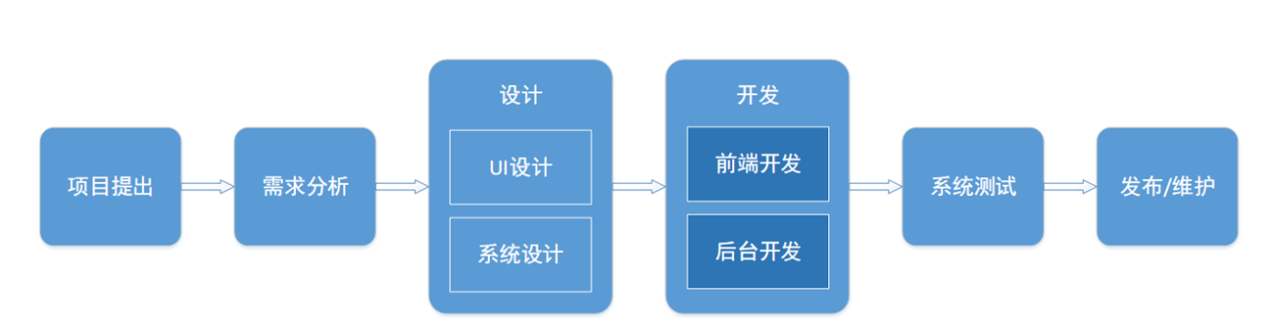 项目提出
需求分析
设计
UI设计
系统设计
开发
前端开发
后台开发
系统测试
发布/维护